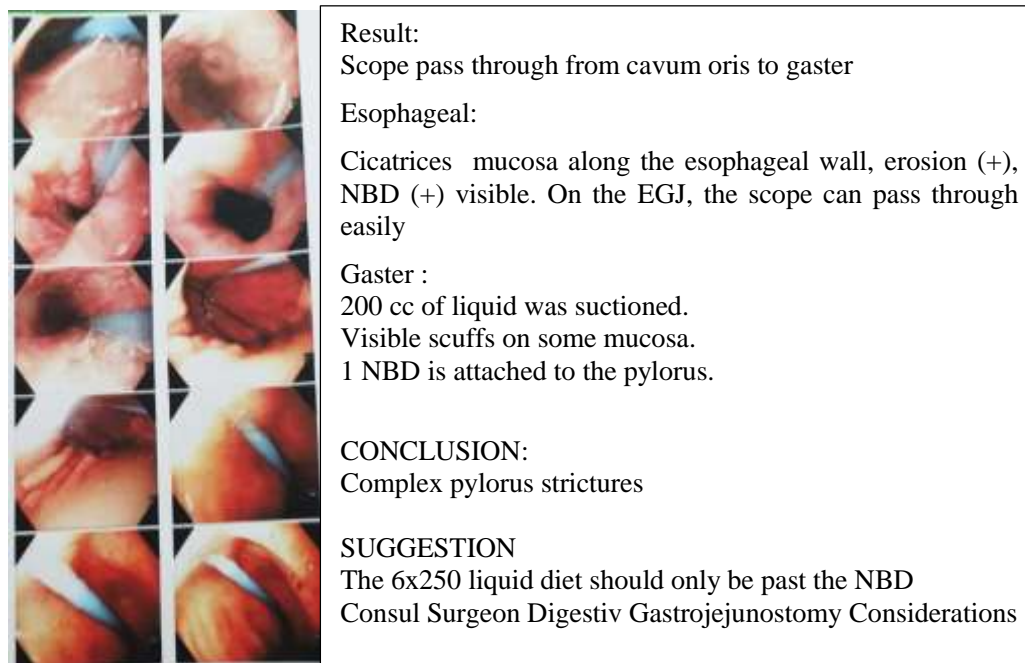 Result:
Scope pass through from cavum oris to gaster
Esophageal:
Cicatrices mucosa along the esophageal wall, erosion (+),
NBD (+) visible. On the EGJ, the scope can pass through
easily
Gaster :
200 cc of liquid was suctioned.
Visible scuffs on some mucosa.
1 NBD is attached to the pylorus.
CONCLUSION:
Complex pylorus strictures
SUGGESTION
The 6x250 liquid diet should only be past the NBD
Consul Surgeon Digestiv Gastrojejunostomy Considerations